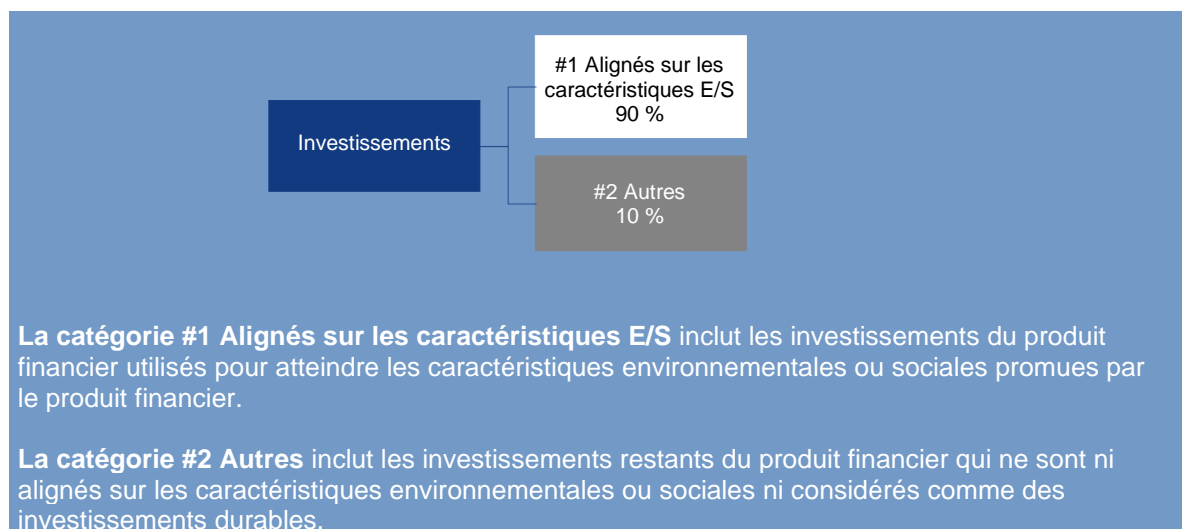 #1 Alignés sur les
caractéristiques E/S
90 %
Investissements
#2 Autres
10 %
La catégorie #1 Alignés sur les caractéristiques E/S inclut les investissements du produit
financier utilisés pour atteindre les caractéristiques environnementales ou sociales promues par
le produit financier.
La catégorie #2 Autres inclut les investissements restants du produit financier qui ne sont ni
alignés sur les caractéristiques environnementales ou sociales ni considérés comme des
investissements durables.